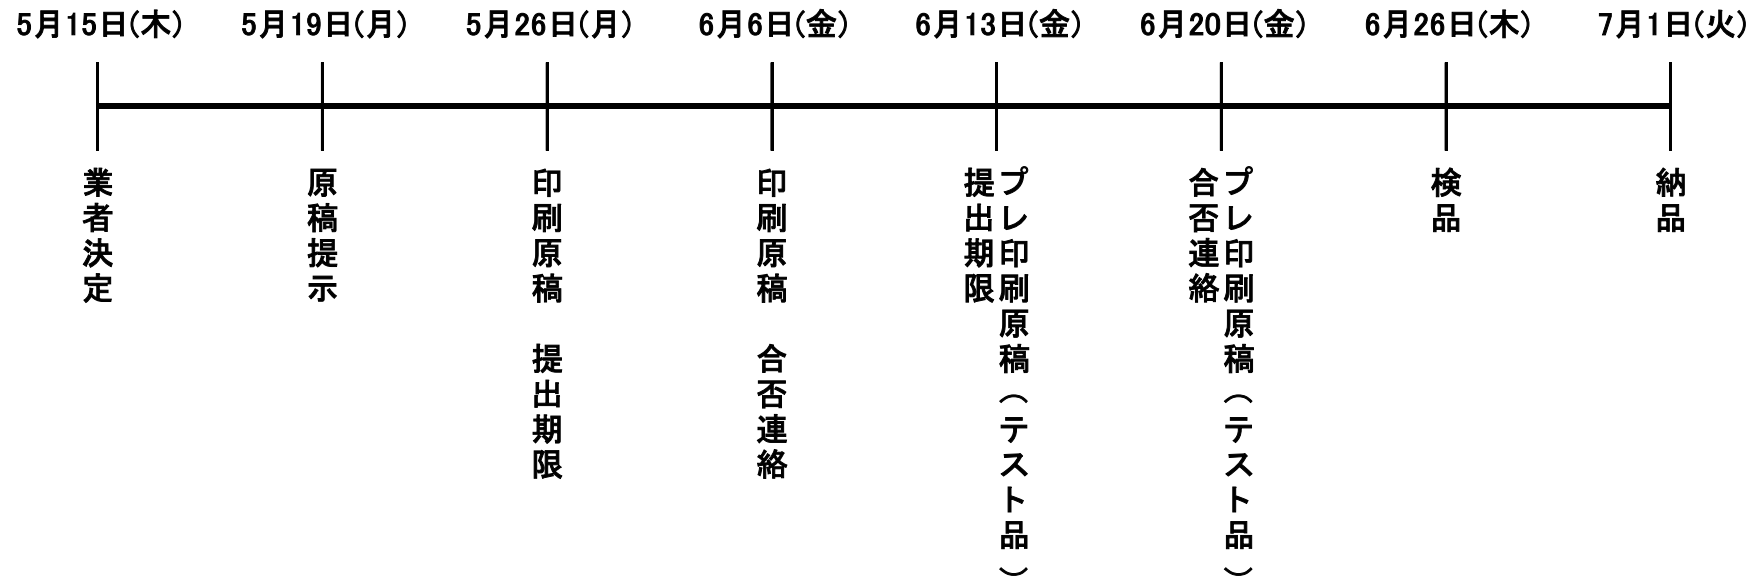 5月15日(木)
5月19日(月)
5月26日(月)
6月6日(金)
6月13日(金)
6月20日(金)
6月26日(木)
7月1日(火)
業者決定
原稿提示
印刷原稿　提出期限
印刷原稿　合否連絡
プレ印刷原稿（テスト品）
提出期限
プレ印刷原稿（テスト品）
合否連絡
検品
納品